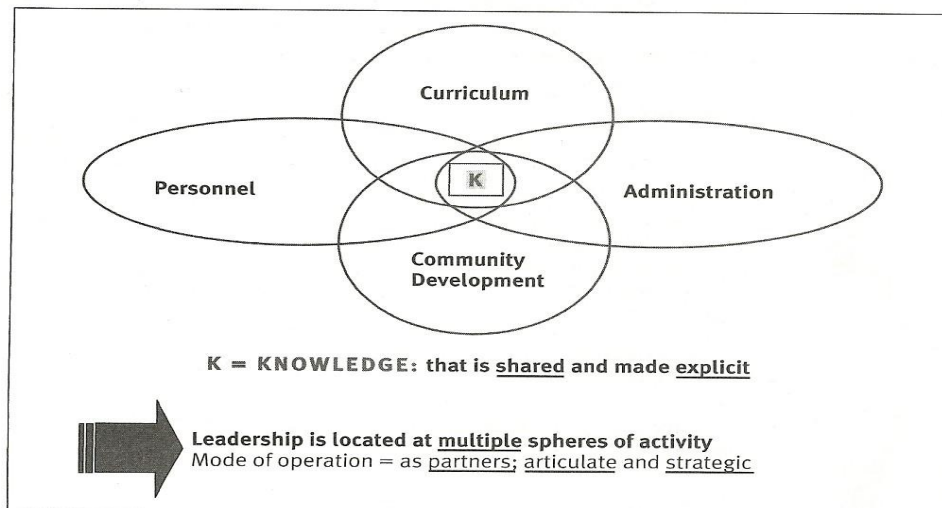 Curriculum
Personnel
K
Administration
Community
Development
K = KNOWLEDGE: that is shared and made explicit
Leadership is located at multiple spheres of activity
Mode of operation = as partners; articulate and strategic